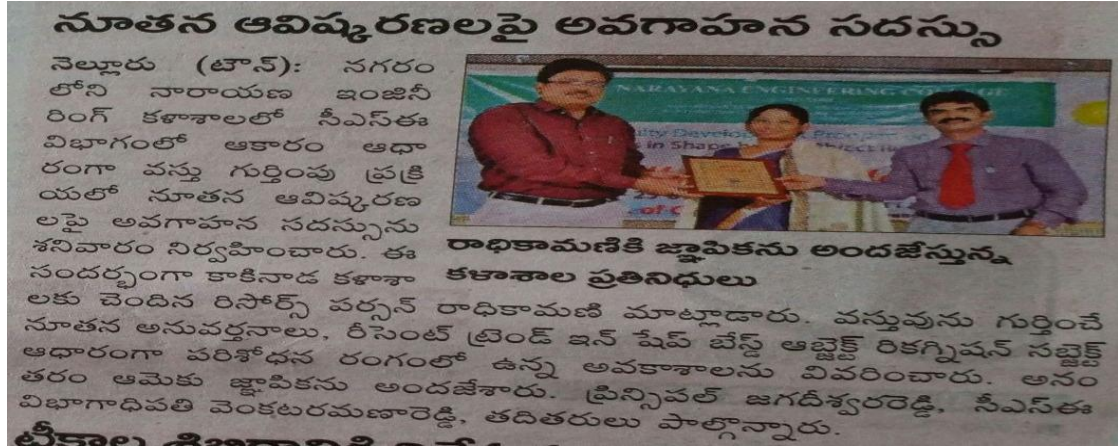 నూతన ఆవిష్కరణలపై అవగాహన సదస్సు
నెల్లూరు (టౌన్): నగరం
లోని నారాయణ ఇంజినీ
రింగ్ కళాశాలలో సీఎస్ఈ
విభాగంలో ఆకారం ఆధా
రంగా వస్తు గుర్తింపు ప్రక్రి
యలో నూతన ఆవిష్కరణ
లపై అవగాహన సదస్సును
శనివారం నిర్వహించారు. ఈ
సందర్భంగా కాకినాడ కళాశా
లకు చెందిన రిసోర్స్ పర్సన్ రాధికామణి మాట్లాడారు. వస్తువును గుర్తించే
నూతన అనువర్తనాలు, రీసెంట్ ట్రెండ్ ఇన్ షేప్ బేస్డ్ ఆబ్జెక్ట్ రికగ్నిషన్ సబ్జెక్ట్
ఆధారంగా పరిశోధన రంగంలో ఉన్న అవకాశాలను వివరించారు. అనం
తరం ఆమెకు జ్ఞాపికను అందజేశారు. ప్రిన్సిపల్ జగదీశ్వరరెడ్డి, సీఎస్ఈ
విభాగాధిపతి వెంకటరమణారెడ్డి, తదితరులు పాల్గొన్నారు.
NARAYANA ENGINEERING COLLEGE
in Shape
రాధికామణికి జ్ఞాపికను అందజేస్తున్న
కళాశాల ప్రతినిధులు